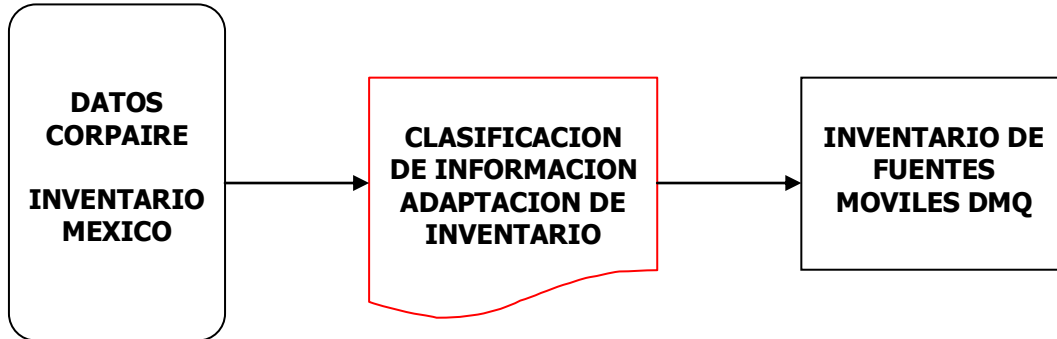 DATOS
CORPAIRE
INVENTARIO
MEXICO
CLASIFICACION
DE INFORMACION
ADAPTACION DE
INVENTARIO
INVENTARIO DE
FUENTES
MOVILES DMQ